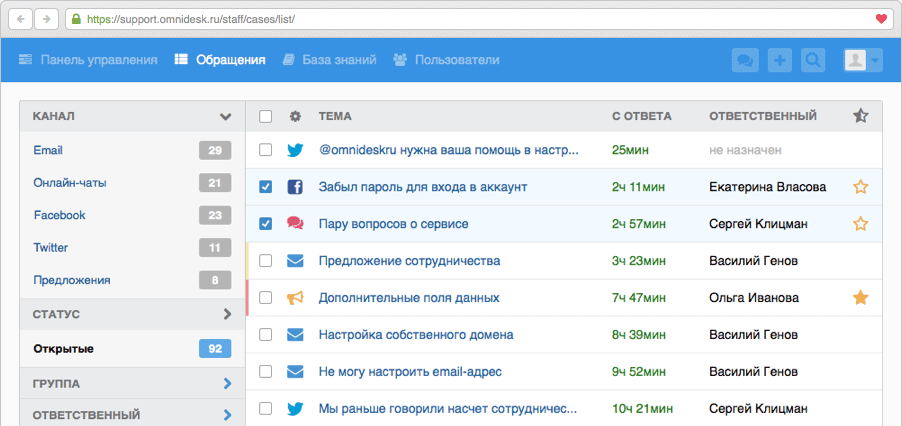 https://support.omnidesk.ru/staff/cases/list/
Панель управления Обращения База знаний Пользователи
КАНАЛ
Email 29
Онлайн-чаты 21
Facebook 23
Twitter 11
Предложения 8
СТАТУС
Открытые 92
ГРУППА
ОТВЕТСТВЕННЫЙ
ТЕМА С ОТВЕТА ОТВЕТСТВЕННЫЙ
@omnideskru нужна ваша помощь в настр... 25мин не назначен
Забыл пароль для входа в аккаунт 2ч 11мин Екатерина Власова
Пару вопросов о сервисе 2ч 57мин Сергей Клицман
Предложение сотрудничества 3ч 23мин Василий Генов
Дополнительные поля данных 7ч 47мин Ольга Иванова
Настройка собственного домена 8ч 39мин Василий Генов
Не могу настроить email-адрес 9ч 52мин Василий Генов
Мы раньше говорили насчет сотрудничес... 10ч 21мин Сергей Клицман